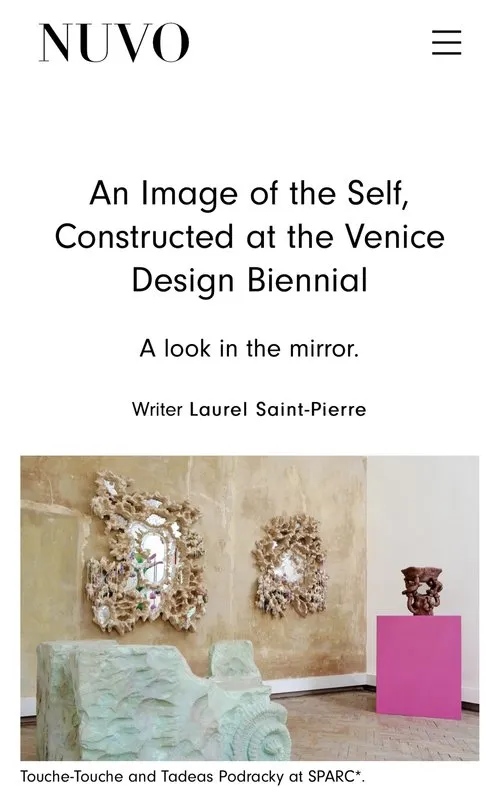 NUVO
An Image of the Self,
Constructed at the Venice
Design Biennial
A look in the mirror.
Writer Laurel Saint-Pierre
Touche-Touche and Tadeas Podracky at SPARC*.